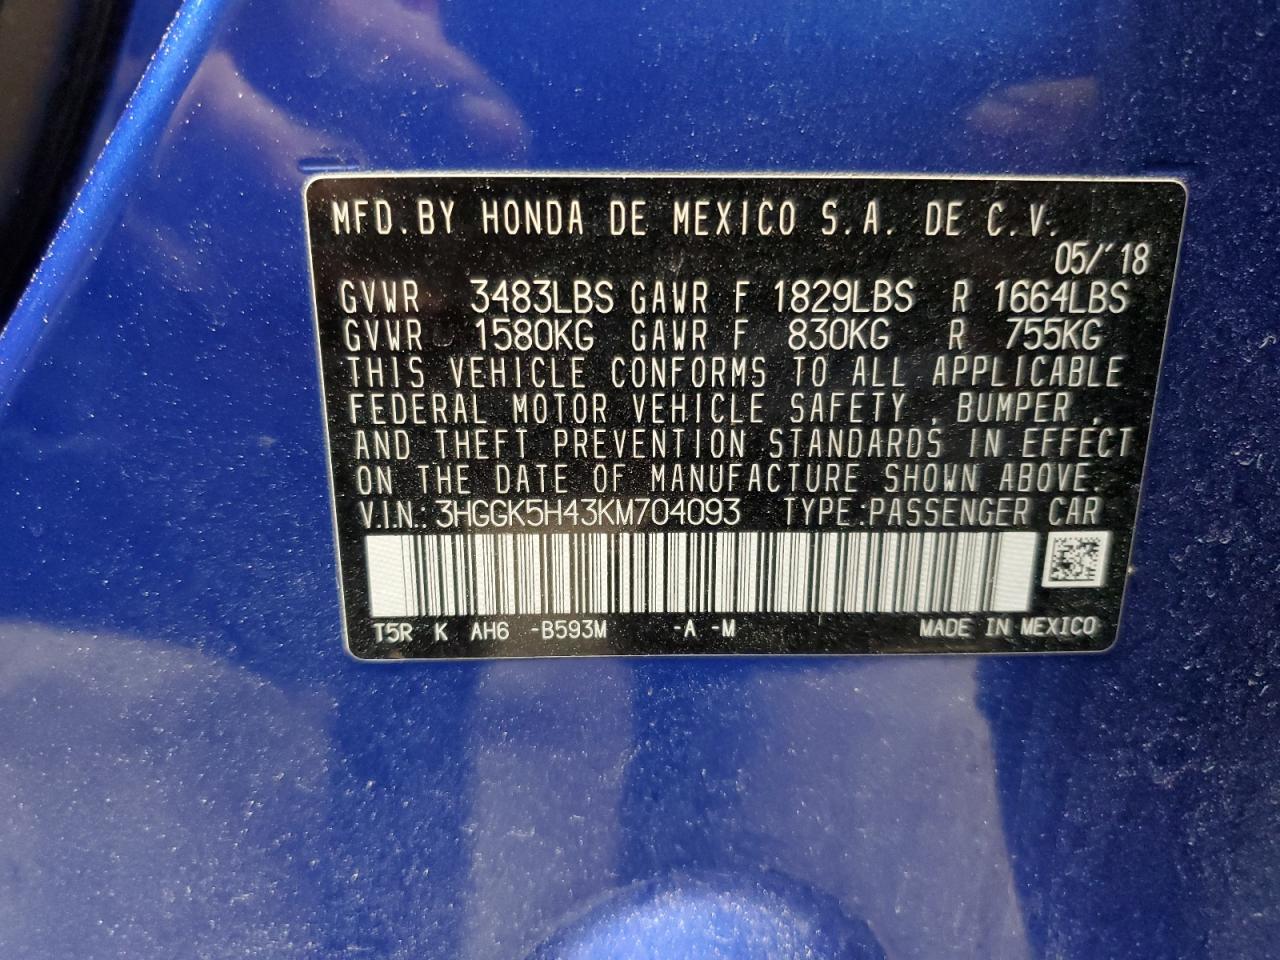 MFD. BY HONDA DE MEXICO S.A. DE C.V.
05/'18
GVWR 3483LBS GAWR F 1829LBS R 1664LBS
GVWR 1580KG GAWR F 830KG R 755KG
THIS VEHICLE CONFORMS TO ALL APPLICABLE
FEDERAL MOTOR VEHICLE SAFETY, BUMPER,
AND THEFT PREVENTION STANDARDS IN EFFECT
ON THE DATE OF MANUFACTURE SHOWN ABOVE.
V.I.N.: 3HGGK5H43KM704093 TYPE:PASSENGER CAR
T5R K AH6 -B593M -A -M MADE IN MEXICO